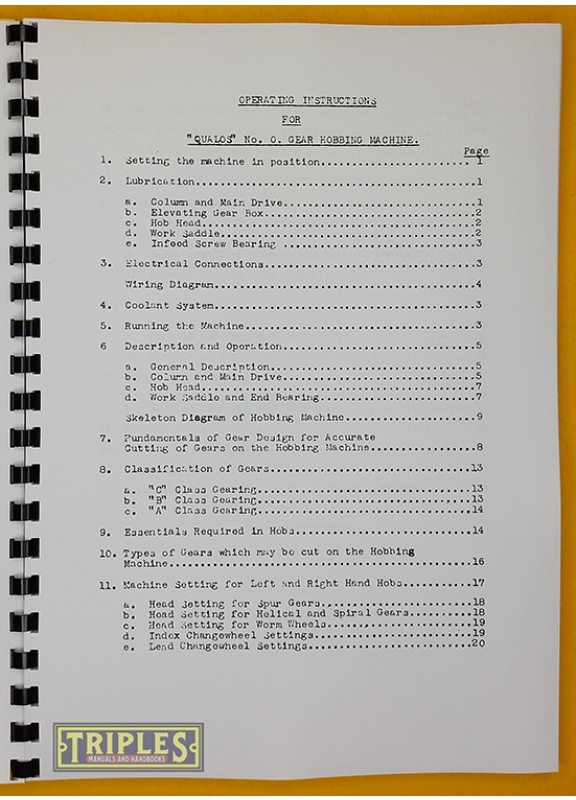 OPERATING INSTRUCTIONS
FOR
"QUALOS" No. 0. GEAR HOBBING MACHINE.
Page
1. Setting the machine in position.......................1
2. Lubrication...........................................1
a. Column and Main Drive............................1
b. Elevating Gear Box...............................2
c. Hob Head.........................................2
d. Work Saddle......................................2
e. Infeed Screw Bearing ............................3
3. Electrical Connections................................3
Wiring Diagram.......................................4
4. Coolant System........................................3
5. Running the Machine...................................3
6 Description and Operation.............................5
a. General Description..............................5
b. Column and Main Drive............................5
c. Hob Head.........................................7
d. Work Saddle and End Bearing......................7
Skeleton Diagram of Hobbing Machine..................9
7. Fundamentals of Gear Design for Accurate
Cutting of Gears on the Hobbing Machine..............8
8. Classification of Gears..............................13
a. "C" Class Gearing...............................13
b. "B" Class Gearing...............................13
c. "A" Class Gearing...............................14
9. Essentials Required in Hobs..........................14
10. Types of Gears which may be cut on the Hobbing
Machine.............................................16
11. Machine Setting for Left and Right Hand Hobs.........17
a. Head Setting for Spur Gears.....................18
b. Head Setting for Helical and Spiral Gears.......18
c. Head Setting for Worm Wheels....................19
d. Index Changewheel Settings......................19
e. Lead Changewheel Settings.......................20
TRIPLES
MANUALS AND HANDBOOKS